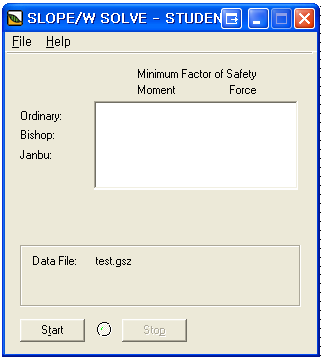 SLOPE/W SOLVE - STUDEN
File Help
Minimum Factor of Safety
Moment Force
Ordinary:
Bishop:
Janbu:
Data File: test.gsz
Start Stop